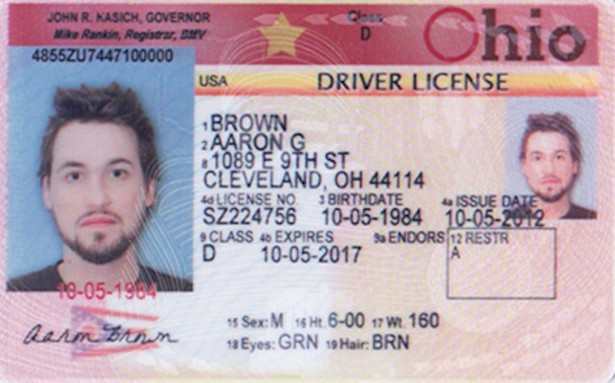 JOHN R. KASICH, GOVERNOR
Mike Rankin, Registrar, BMV
4855ZU7447100000
Class
D
Ohio
USA
DRIVER LICENSE
1 BROWN
2 AARON G
8 1089 E 9TH ST
CLEVELAND, OH 44114
4d LICENSE NO. 3 BIRTHDATE 4a ISSUE DATE
SZ224756 10-05-1984 10-05-2012
9 CLASS 4b EXPIRES 9a ENDORS 12 RESTR
D 10-05-2017 A
10-05-1984
Aaron Brown
15 Sex: M 16 Ht. 6-00 17 Wt. 160
18 Eyes: GRN 19 Hair: BRN